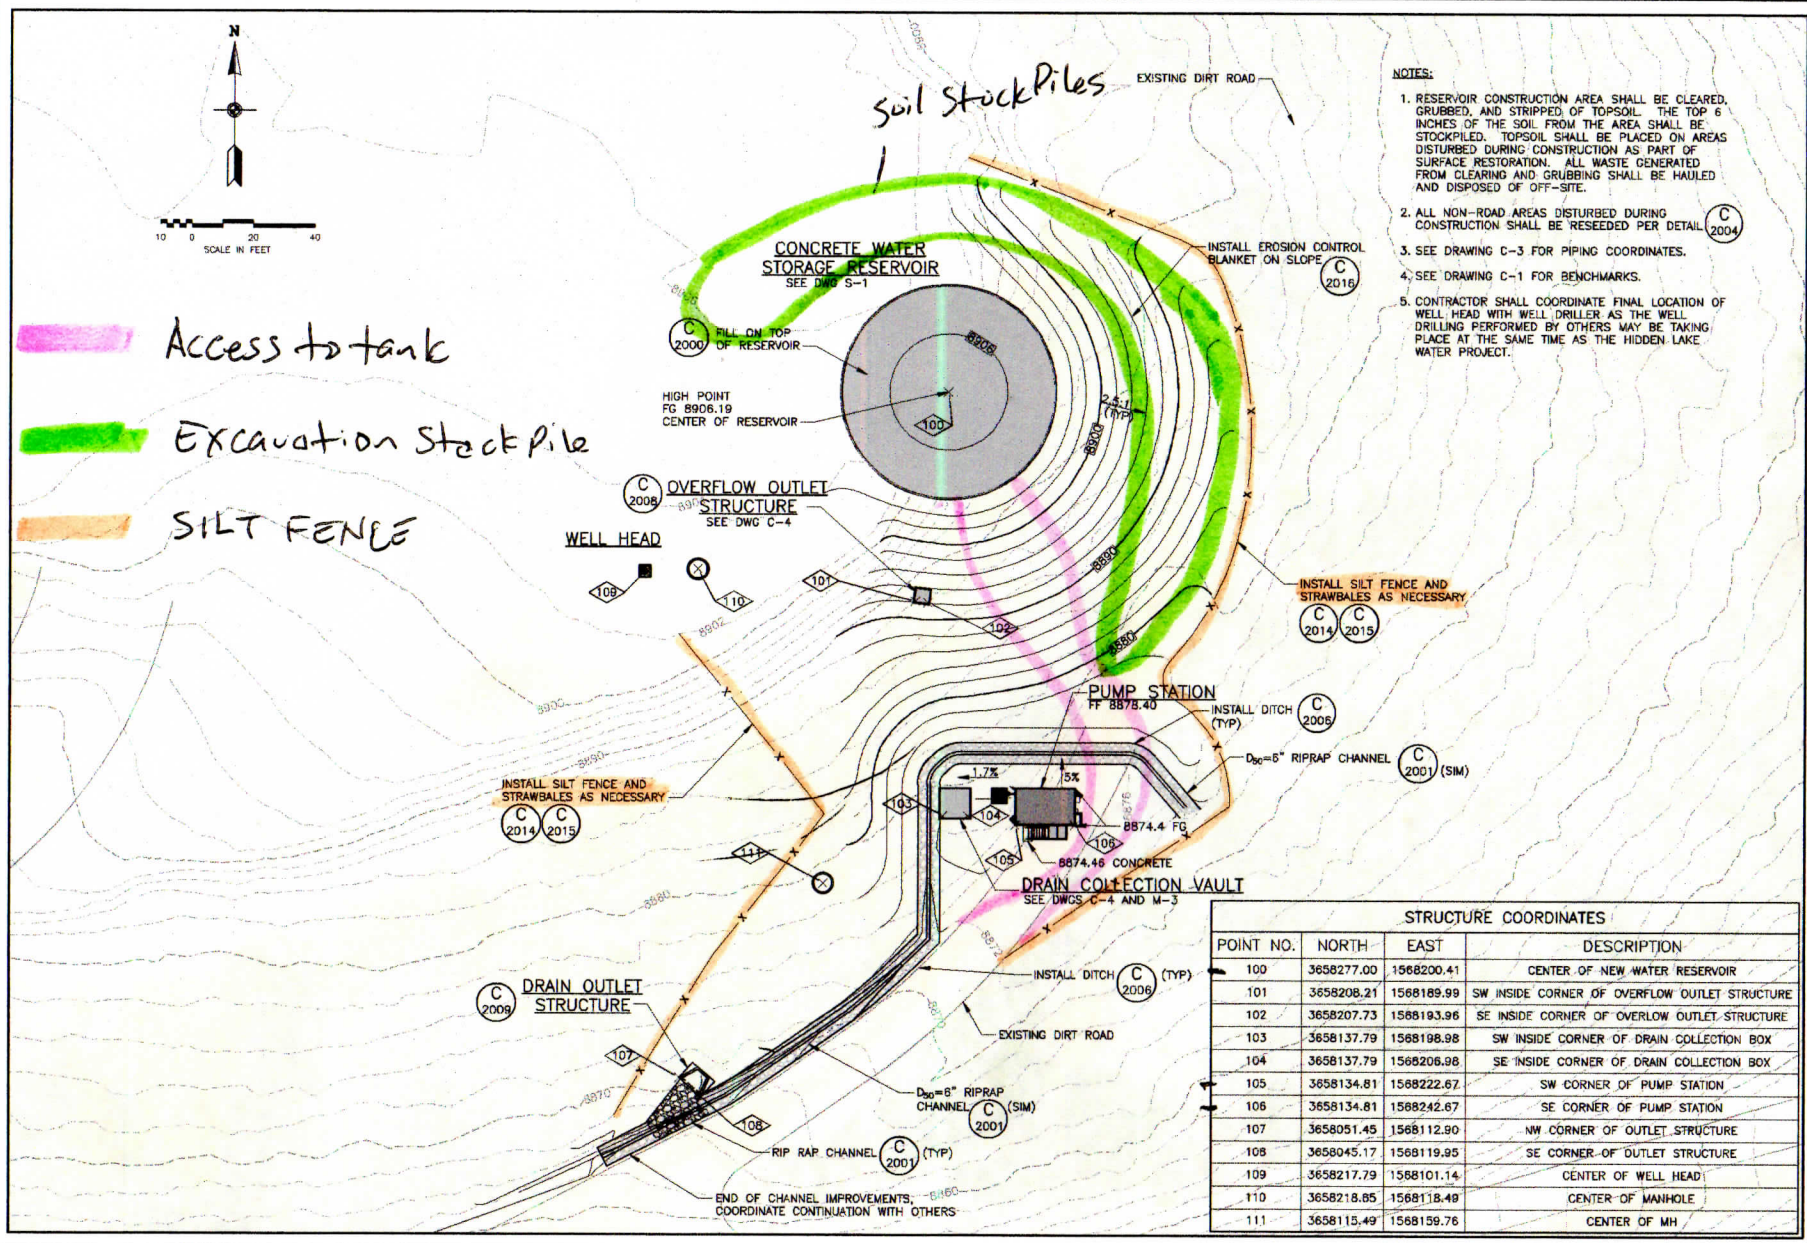 N
10 0 20 40
SCALE IN FEET
Soil StockPiles
EXISTING DIRT ROAD
NOTES:
1. RESERVOIR CONSTRUCTION AREA SHALL BE CLEARED,
GRUBBED, AND STRIPPED OF TOPSOIL. THE TOP 6
INCHES OF THE SOIL FROM THE AREA SHALL BE
STOCKPILED. TOPSOIL SHALL BE PLACED ON AREAS
DISTURBED DURING CONSTRUCTION AS PART OF
SURFACE RESTORATION. ALL WASTE GENERATED
FROM CLEARING AND GRUBBING SHALL BE HAULED
AND DISPOSED OF OFF-SITE.
2. ALL NON-ROAD AREAS DISTURBED DURING
CONSTRUCTION SHALL BE RESEEDED PER DETAIL C 2004
3. SEE DRAWING C-3 FOR PIPING COORDINATES.
4. SEE DRAWING C-1 FOR BENCHMARKS.
5. CONTRACTOR SHALL COORDINATE FINAL LOCATION OF
WELL HEAD WITH WELL DRILLER AS THE WELL
DRILLING PERFORMED BY OTHERS MAY BE TAKING
PLACE AT THE SAME TIME AS THE HIDDEN LAKE
WATER PROJECT.
Access to tank
Excavation StockPile
SILT FENCE
CONCRETE WATER
STORAGE RESERVOIR
SEE DWG S-1
INSTALL EROSION CONTROL
BLANKET ON SLOPE
C
2016
C
2000
FILL ON TOP
OF RESERVOIR
8906
HIGH POINT
FG 8906.19
CENTER OF RESERVOIR
100
2.5:1
(TYP)
8900
C
2008
OVERFLOW OUTLET
STRUCTURE
SEE DWG C-4
WELL HEAD
109
110
101
102
8890
8880
8902
8900
8890
8880
INSTALL SILT FENCE AND
STRAWBALES AS NECESSARY
C
2014
C
2015
PUMP STATION
FF 8878.40
INSTALL DITCH
(TYP)
C
2006
D50=6" RIPRAP CHANNEL
C
2001
(SIM)
INSTALL SILT FENCE AND
STRAWBALES AS NECESSARY
C
2014
C
2015
1.7%
5%
8876
103
104
105
106
111
8874.4 FG
8874.46 CONCRETE
DRAIN COLLECTION VAULT
SEE DWGS C-4 AND M-3
8872
8870
INSTALL DITCH
C
2006
(TYP)
EXISTING DIRT ROAD
C
2009
DRAIN OUTLET
STRUCTURE
107
108
8870
D50=6" RIPRAP
CHANNEL
C
2001
(SIM)
RIP RAP CHANNEL
C
2001
(TYP)
8860
END OF CHANNEL IMPROVEMENTS,
COORDINATE CONTINUATION WITH OTHERS
STRUCTURE COORDINATES
POINT NO. NORTH EAST DESCRIPTION
100 3658277.00 1568200.41 CENTER OF NEW WATER RESERVOIR
101 3658208.21 1568189.99 SW INSIDE CORNER OF OVERFLOW OUTLET STRUCTURE
102 3658207.73 1568193.96 SE INSIDE CORNER OF OVERLOW OUTLET STRUCTURE
103 3658137.79 1568198.98 SW INSIDE CORNER OF DRAIN COLLECTION BOX
104 3658137.79 1568206.98 SE INSIDE CORNER OF DRAIN COLLECTION BOX
105 3658134.81 1568222.67 SW CORNER OF PUMP STATION
106 3658134.81 1568242.67 SE CORNER OF PUMP STATION
107 3658051.45 1568112.90 NW CORNER OF OUTLET STRUCTURE
108 3658045.17 1568119.95 SE CORNER OF OUTLET STRUCTURE
109 3658217.79 1568101.14 CENTER OF WELL HEAD
110 3658218.85 1568118.49 CENTER OF MANHOLE
111 3658115.49 1568159.76 CENTER OF MH